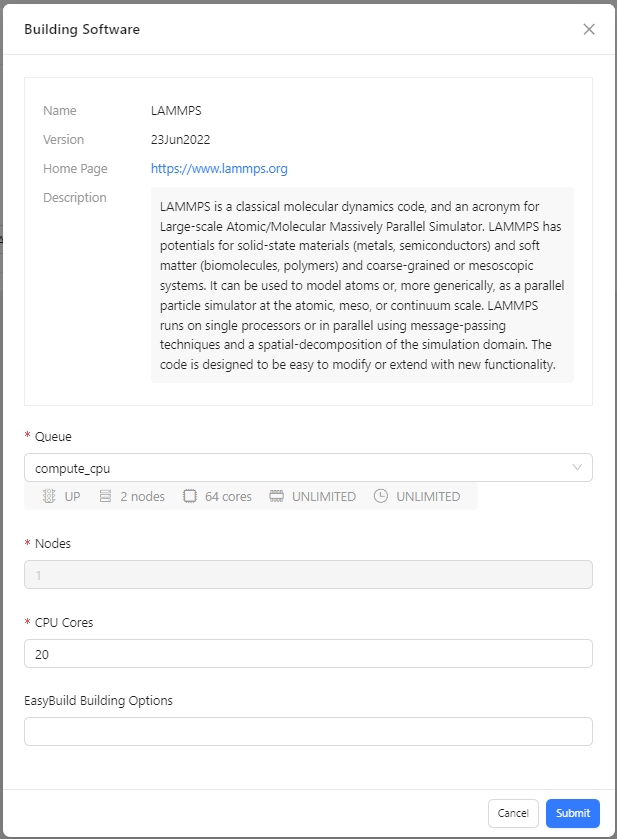 Building Software
Name LAMMPS
Version 23Jun2022
Home Page https://www.lammps.org
Description
LAMMPS is a classical molecular dynamics code, and an acronym for
Large-scale Atomic/Molecular Massively Parallel Simulator. LAMMPS has
potentials for solid-state materials (metals, semiconductors) and soft
matter (biomolecules, polymers) and coarse-grained or mesoscopic
systems. It can be used to model atoms or, more generically, as a parallel
particle simulator at the atomic, meso, or continuum scale. LAMMPS
runs on single processors or in parallel using message-passing
techniques and a spatial-decomposition of the simulation domain. The
code is designed to be easy to modify or extend with new functionality.
* Queue
compute_cpu
UP 2 nodes 64 cores UNLIMITED UNLIMITED
* Nodes
1
* CPU Cores
20
EasyBuild Building Options
Cancel Submit